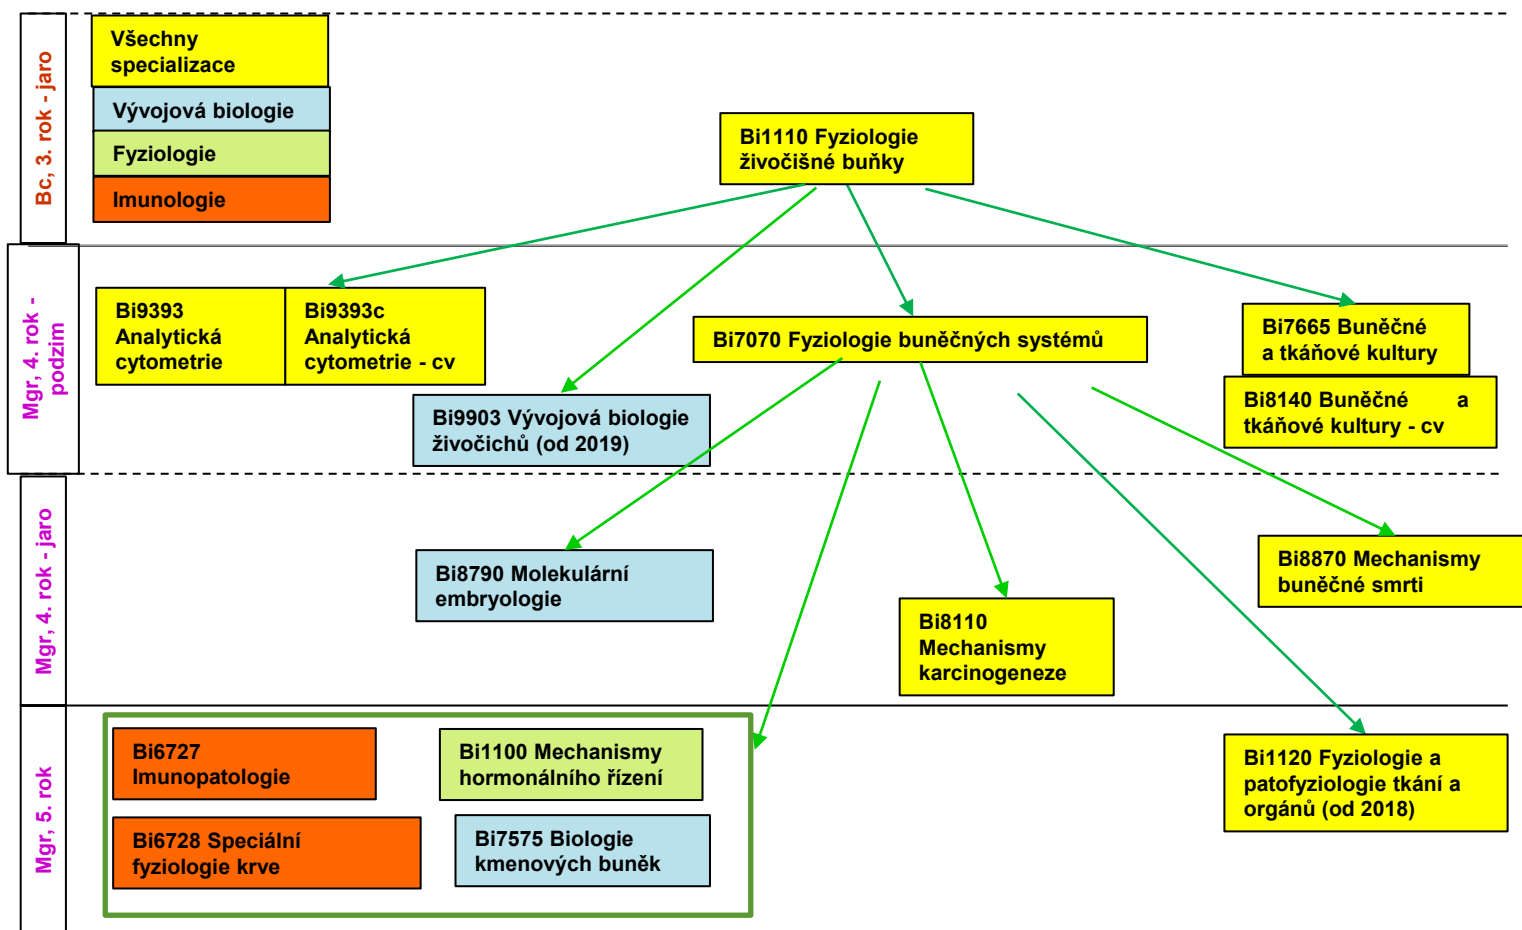 Bc, 3. rok - jaro
Všechny
specializace
Vývojová biologie
Fyziologie
Imunologie
Bi1110 Fyziologie
živočišné buňky
Mgr, 4. rok -
podzim
Bi9393
Analytická
cytometrie
Bi9393c
Analytická
cytometrie - cv
Bi7070 Fyziologie buněčných systémů
Bi7665 Buněčné
a tkáňové kultury
Bi8140 Buněčné a
tkáňové kultury - cv
Bi9903 Vývojová biologie
živočichů (od 2019)
Mgr, 4. rok - jaro
Bi8790 Molekulární
embryologie
Bi8110
Mechanismy
karcinogeneze
Bi8870 Mechanismy
buněčné smrti
Mgr, 5. rok
Bi6727
Imunopatologie
Bi1100 Mechanismy
hormonálního řízení
Bi6728 Speciální
fyziologie krve
Bi7575 Biologie
kmenových buněk
Bi1120 Fyziologie a
patofyziologie tkání a
orgánů (od 2018)